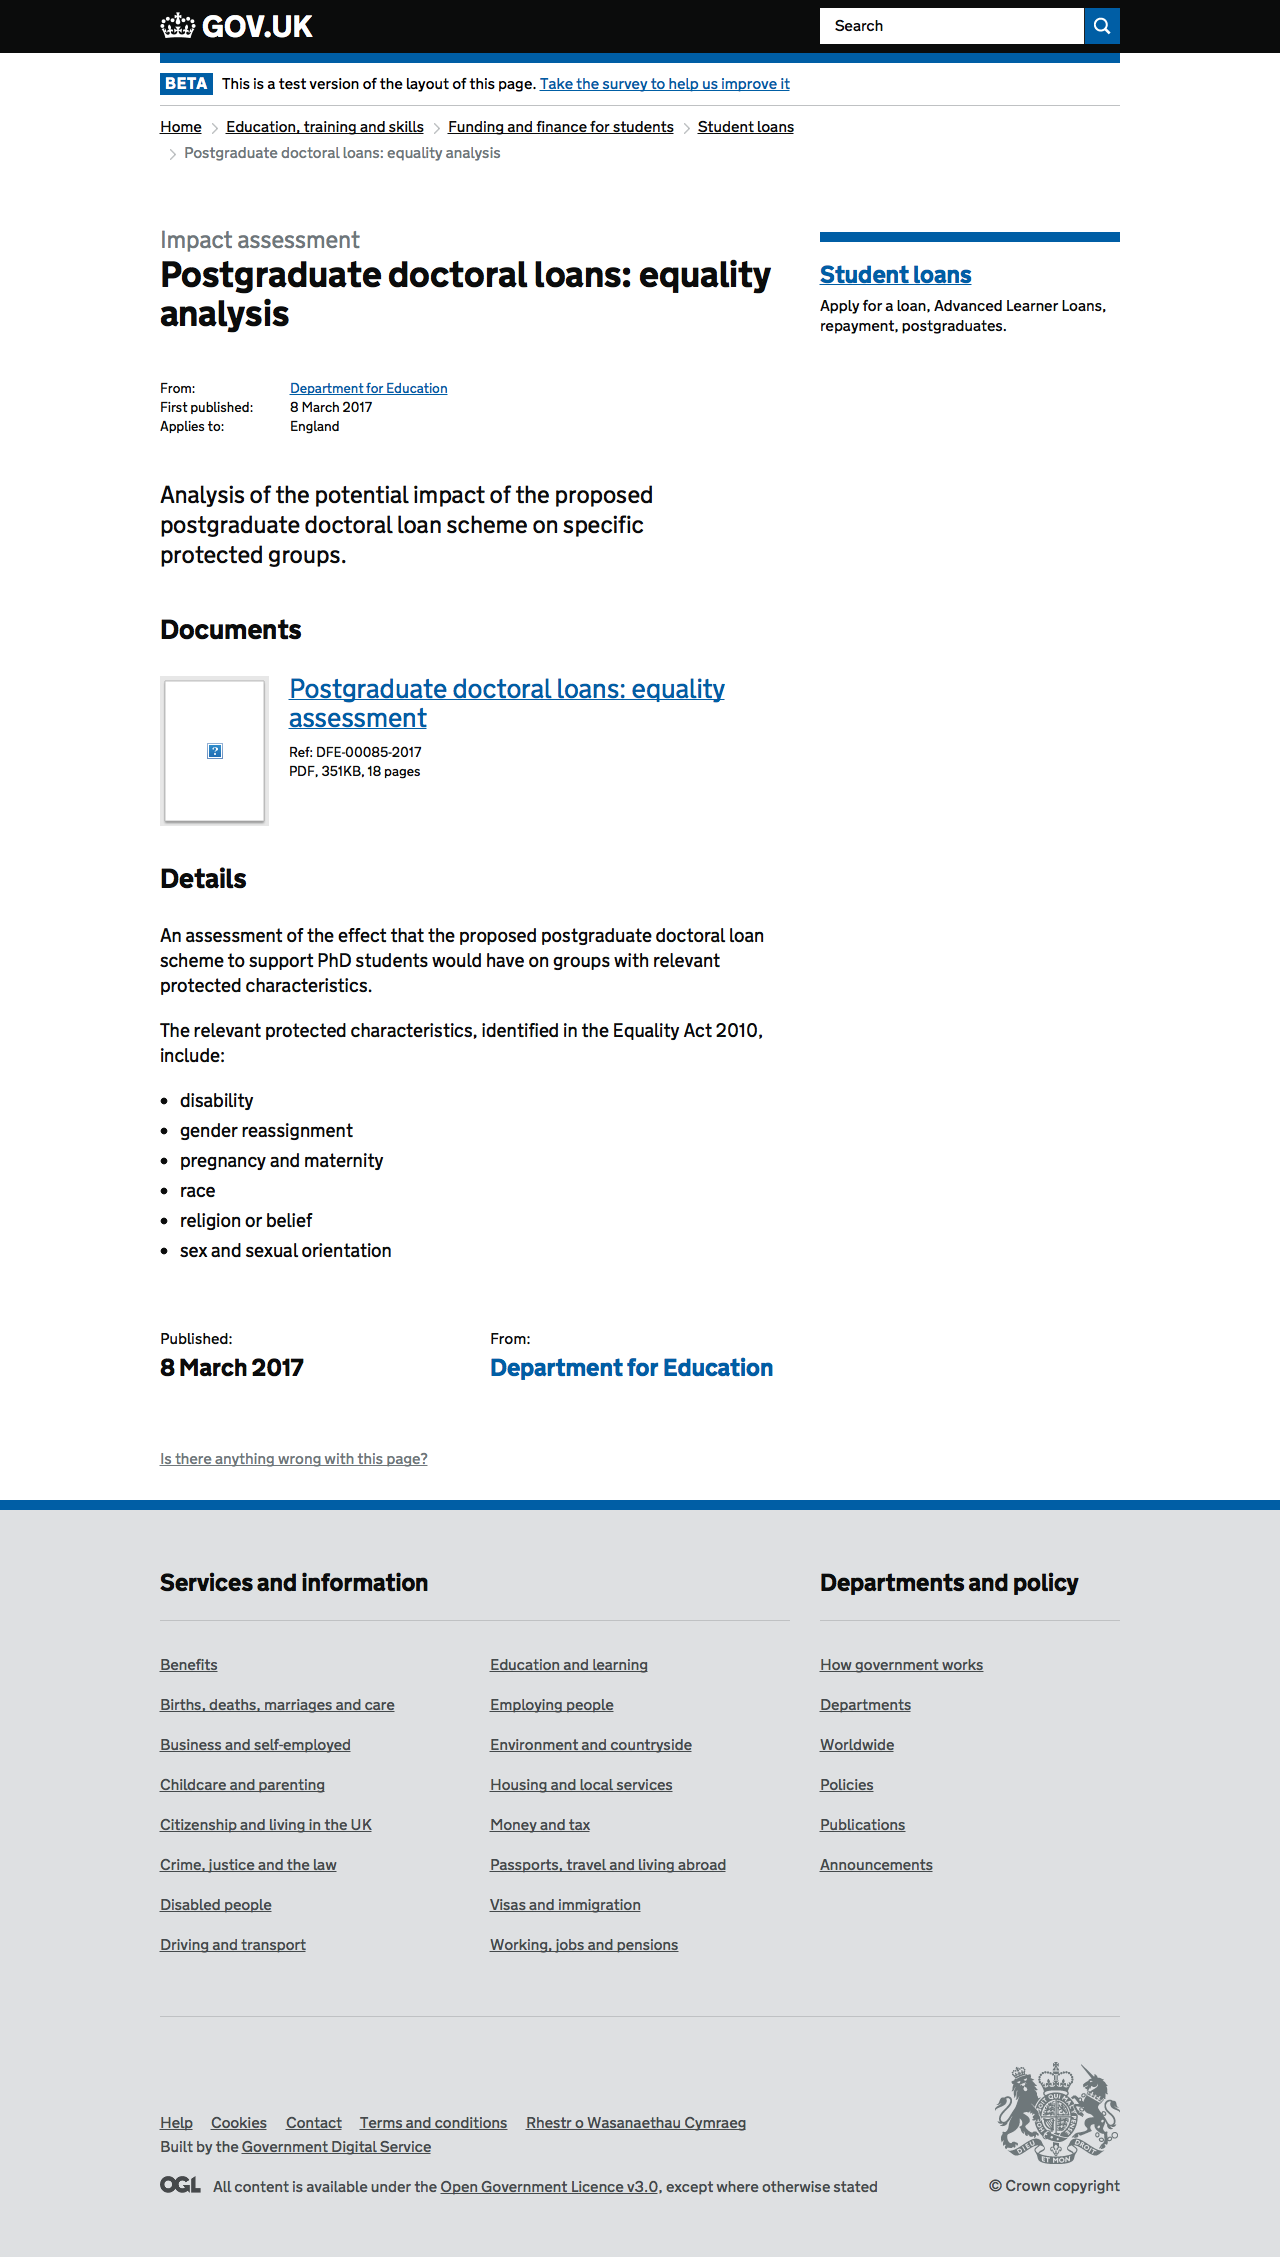 GOV.UK
Search
BETA This is a test version of the layout of this page. Take the survey to help us improve it
Home Education, training and skills Funding and finance for students Student loans
Postgraduate doctoral loans: equality analysis
Impact assessment
Postgraduate doctoral loans: equality
analysis
Student loans
Apply for a loan, Advanced Learner Loans,
repayment, postgraduates.
From: Department for Education
First published: 8 March 2017
Applies to: England
Analysis of the potential impact of the proposed
postgraduate doctoral loan scheme on specific
protected groups.
Documents
Postgraduate doctoral loans: equality
assessment
Ref: DFE-00085-2017
PDF, 351KB, 18 pages
Details
An assessment of the effect that the proposed postgraduate doctoral loan
scheme to support PhD students would have on groups with relevant
protected characteristics.
The relevant protected characteristics, identified in the Equality Act 2010,
include:
• disability
• gender reassignment
• pregnancy and maternity
• race
• religion or belief
• sex and sexual orientation
Published:
8 March 2017
From:
Department for Education
Is there anything wrong with this page?
Services and information
Benefits
Births, deaths, marriages and care
Business and self-employed
Childcare and parenting
Citizenship and living in the UK
Crime, justice and the law
Disabled people
Driving and transport
Education and learning
Employing people
Environment and countryside
Housing and local services
Money and tax
Passports, travel and living abroad
Visas and immigration
Working, jobs and pensions
Departments and policy
How government works
Departments
Worldwide
Policies
Publications
Announcements
Help Cookies Contact Terms and conditions Rhestr o Wasanaethau Cymraeg
Built by the Government Digital Service
OGL All content is available under the Open Government Licence v3.0, except where otherwise stated
DIEU ET MON DROIT
© Crown copyright